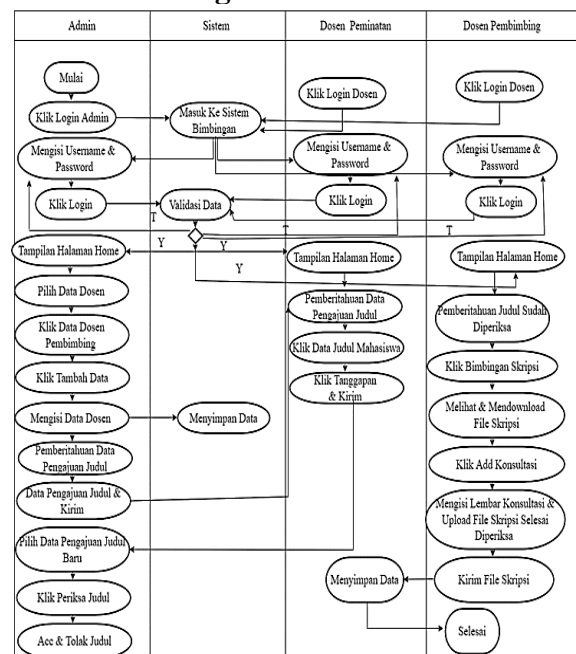 Admin
Sistem
Dosen Peminatan
Dosen Pembimbing
Mulai
Klik Login Admin
Masuk Ke Sistem
Bimbingan
Klik Login Dosen
Klik Login Dosen
Mengisi Username &
Password
Mengisi Username &
Password
Mengisi Username &
Password
Klik Login
Validasi Data
Klik Login
Klik Login
T
T
T
Y
Y
Y
Tampilan Halaman Home
Tampilan Halaman Home
Tampilan Halaman Home
Pilih Data Dosen
Klik Data Dosen
Pembimbing
Klik Tambah Data
Mengisi Data Dosen
Menyimpan Data
Pemberitahuan Data
Pengajuan Judul
Data Pengajuan Judul &
Kirim
Pemberitahuan Data
Pengajuan Judul
Klik Data Judul Mahasiswa
Klik Tanggapan
& Kirim
Pilih Data Pengajuan Judul
Baru
Klik Periksa Judul
Acc & Tolak Judul
Pemberitahuan Judul Sudah
Diperiksa
Klik Bimbingan Skripsi
Melihat & Mendownload
File Skripsi
Klik Add Konsultasi
Mengisi Lembar Konsultasi &
Upload File Skripsi Selesai
Diperiksa
Kirim File Skripsi
Menyimpan Data
Selesai